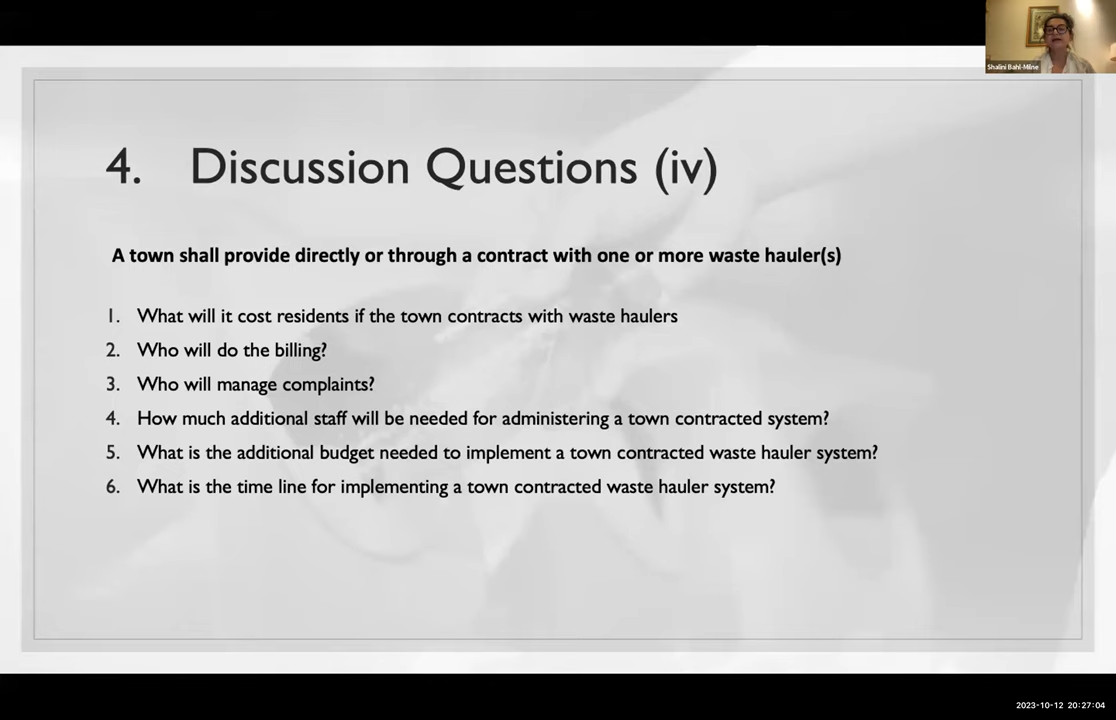 Shalini Bahl-Milne
4. Discussion Questions (iv)
A town shall provide directly or through a contract with one or more waste hauler(s)
1. What will it cost residents if the town contracts with waste haulers
2. Who will do the billing?
3. Who will manage complaints?
4. How much additional staff will be needed for administering a town contracted system?
5. What is the additional budget needed to implement a town contracted waste hauler system?
6. What is the time line for implementing a town contracted waste hauler system?
2023-10-12 20:27:04